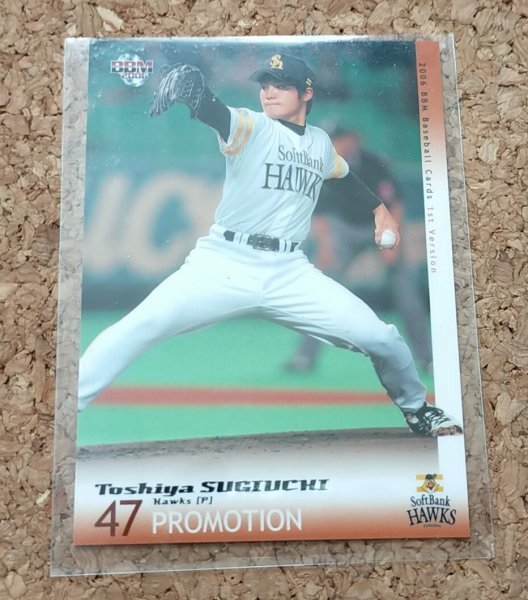 BBM
2006
SoftBank
HAWKS
2006 BBM Baseball Cards 1st Version
Toshiya SUGIUCHI
Hawks [P]
47 PROMOTION
SoftBank
HAWKS